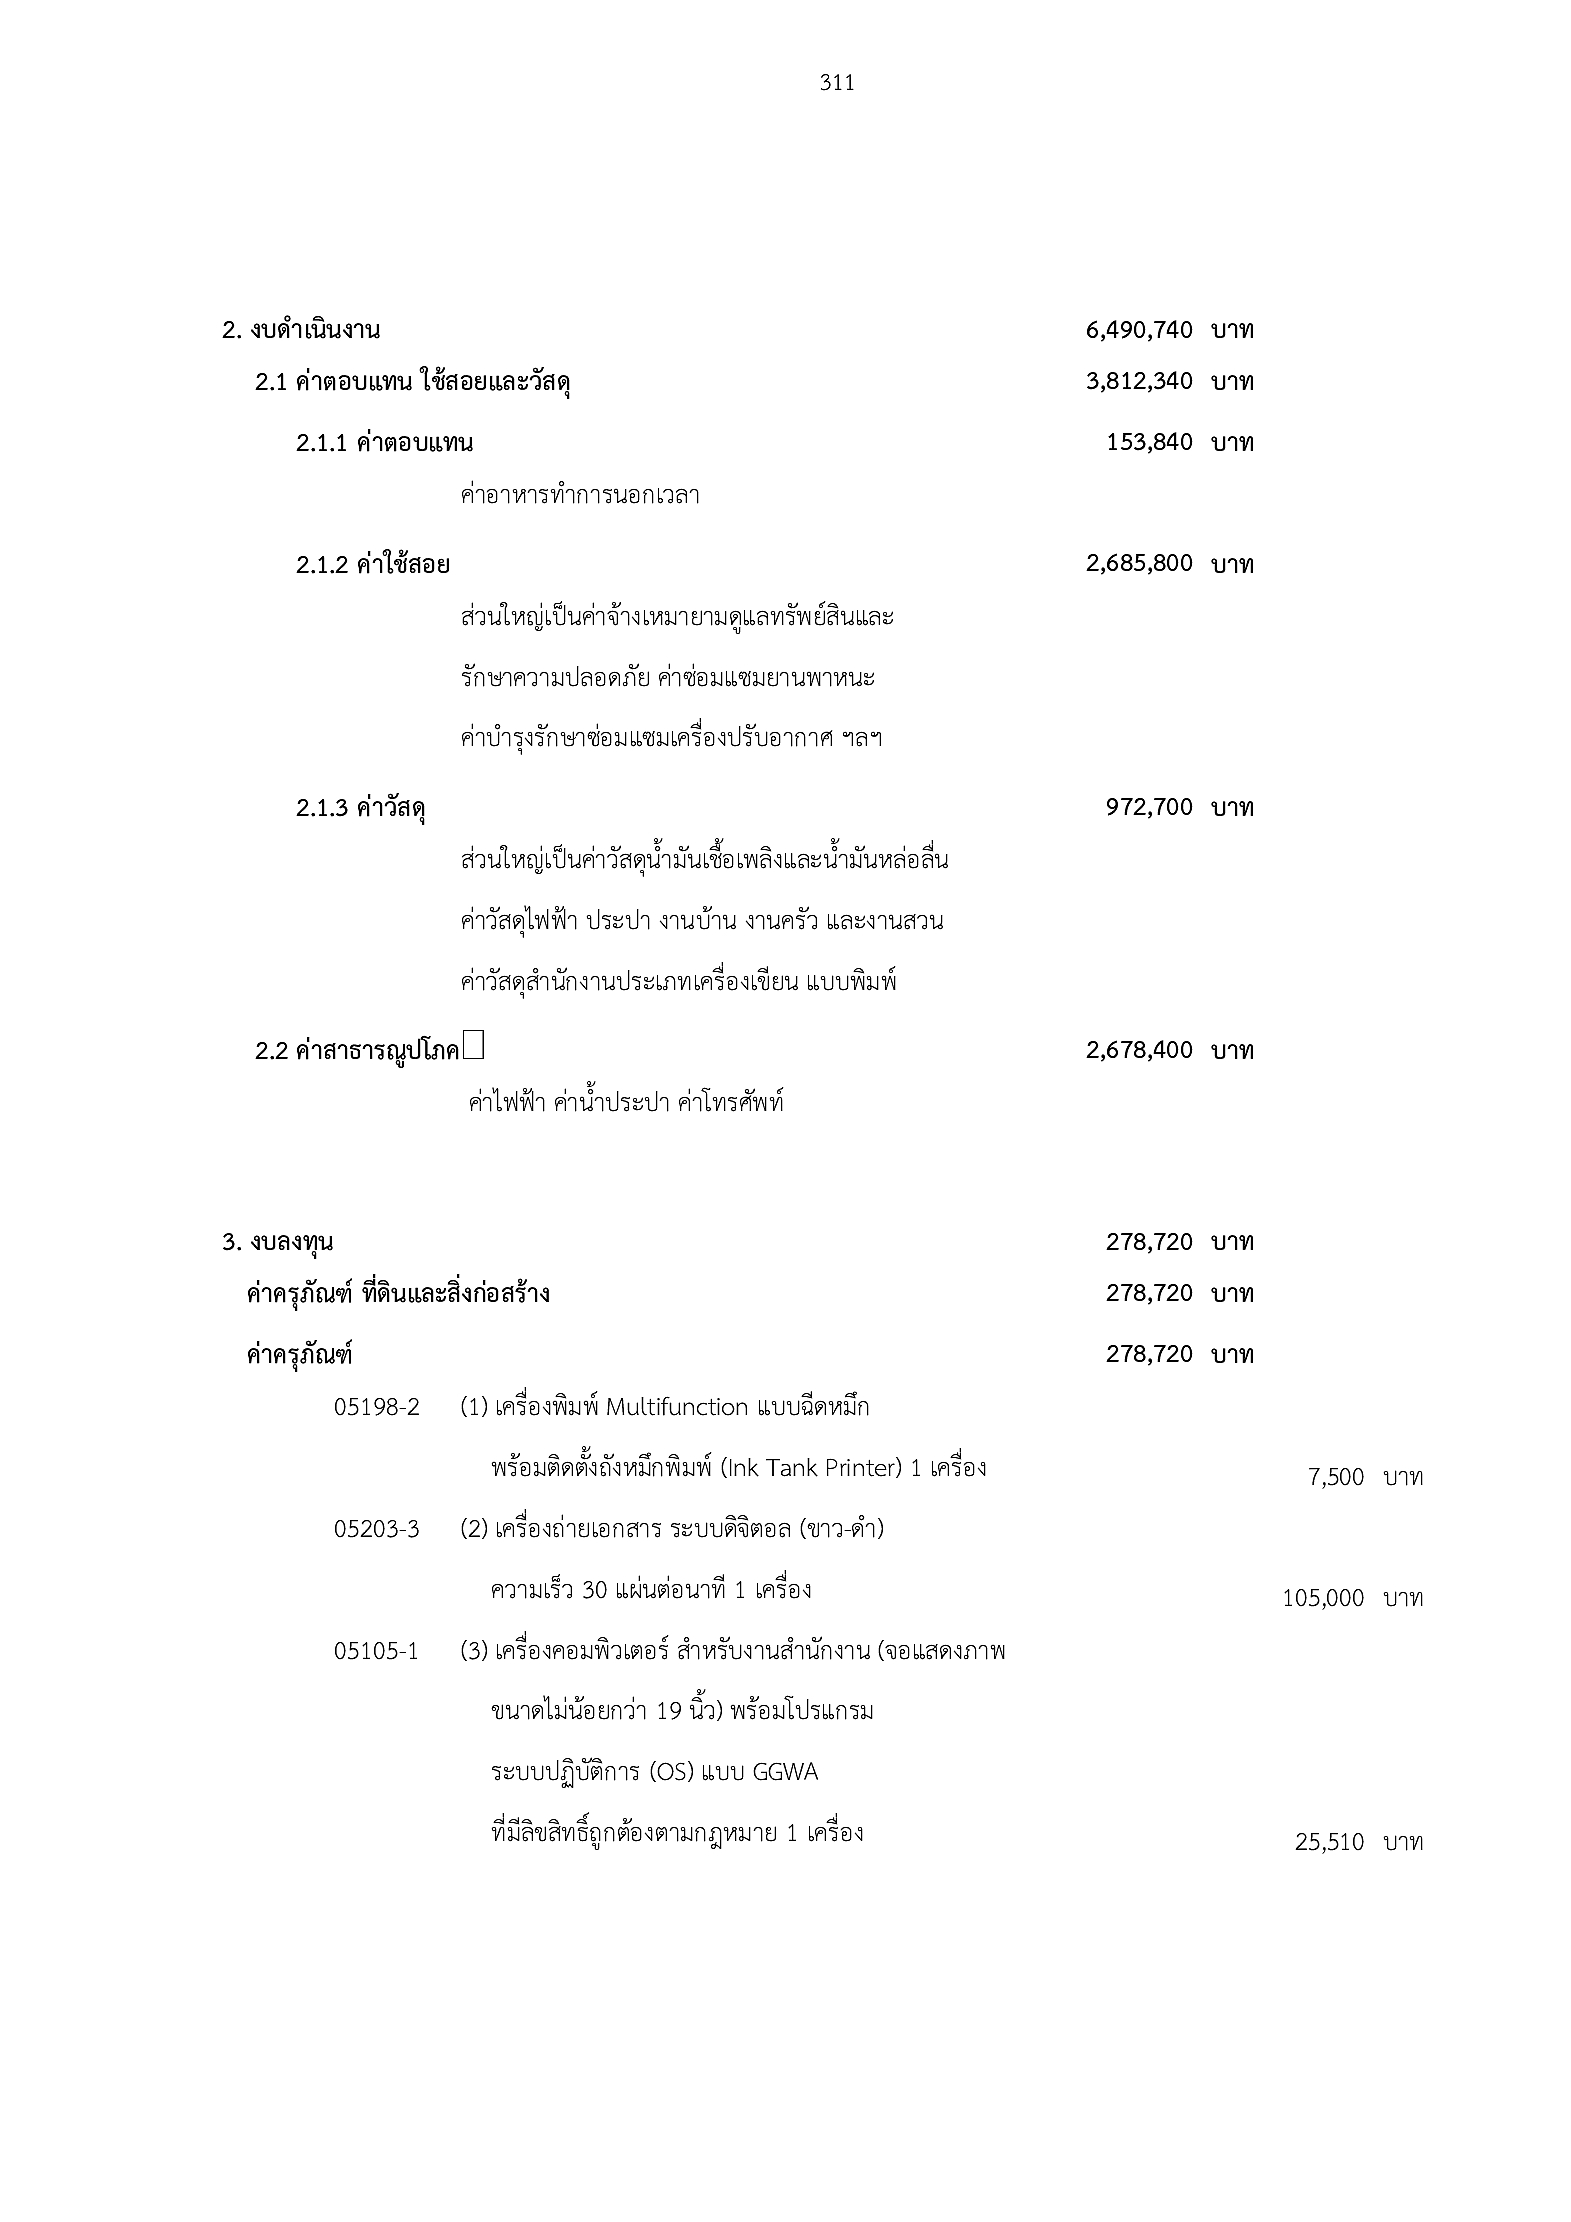 311
2. งบดำเนินงาน 6,490,740 บาท
2.1 ค่าตอบแทน ใช้สอยและวัสดุ 3,812,340 บาท
2.1.1 ค่าตอบแทน 153,840 บาท
ค่าอาหารทำการนอกเวลา
2.1.2 ค่าใช้สอย 2,685,800 บาท
ส่วนใหญ่เป็นค่าจ้างเหมายามดูแลทรัพย์สินและ
รักษาความปลอดภัย ค่าซ่อมแซมยานพาหนะ
ค่าบำรุงรักษาซ่อมแซมเครื่องปรับอากาศ ฯลฯ
2.1.3 ค่าวัสดุ 972,700 บาท
ส่วนใหญ่เป็นค่าวัสดุน้ำมันเชื้อเพลิงและน้ำมันหล่อลื่น
ค่าวัสดุไฟฟ้า ประปา งานบ้าน งานครัว และงานสวน
ค่าวัสดุสำนักงานประเภทเครื่องเขียน แบบพิมพ์
2.2 ค่าสาธารณูปโภค 2,678,400 บาท
ค่าไฟฟ้า ค่าน้ำประปา ค่าโทรศัพท์
3. งบลงทุน 278,720 บาท
ค่าครุภัณฑ์ ที่ดินและสิ่งก่อสร้าง 278,720 บาท
ค่าครุภัณฑ์ 278,720 บาท
05198-2 (1) เครื่องพิมพ์ Multifunction แบบฉีดหมึก
พร้อมติดตั้งถังหมึกพิมพ์ (Ink Tank Printer) 1 เครื่อง 7,500 บาท
05203-3 (2) เครื่องถ่ายเอกสาร ระบบดิจิตอล (ขาว-ดำ)
ความเร็ว 30 แผ่นต่อนาที 1 เครื่อง 105,000 บาท
05105-1 (3) เครื่องคอมพิวเตอร์ สำหรับงานสำนักงาน (จอแสดงภาพ
ขนาดไม่น้อยกว่า 19 นิ้ว) พร้อมโปรแกรม
ระบบปฏิบัติการ (OS) แบบ GGWA
ที่มีลิขสิทธิ์ถูกต้องตามกฎหมาย 1 เครื่อง 25,510 บาท